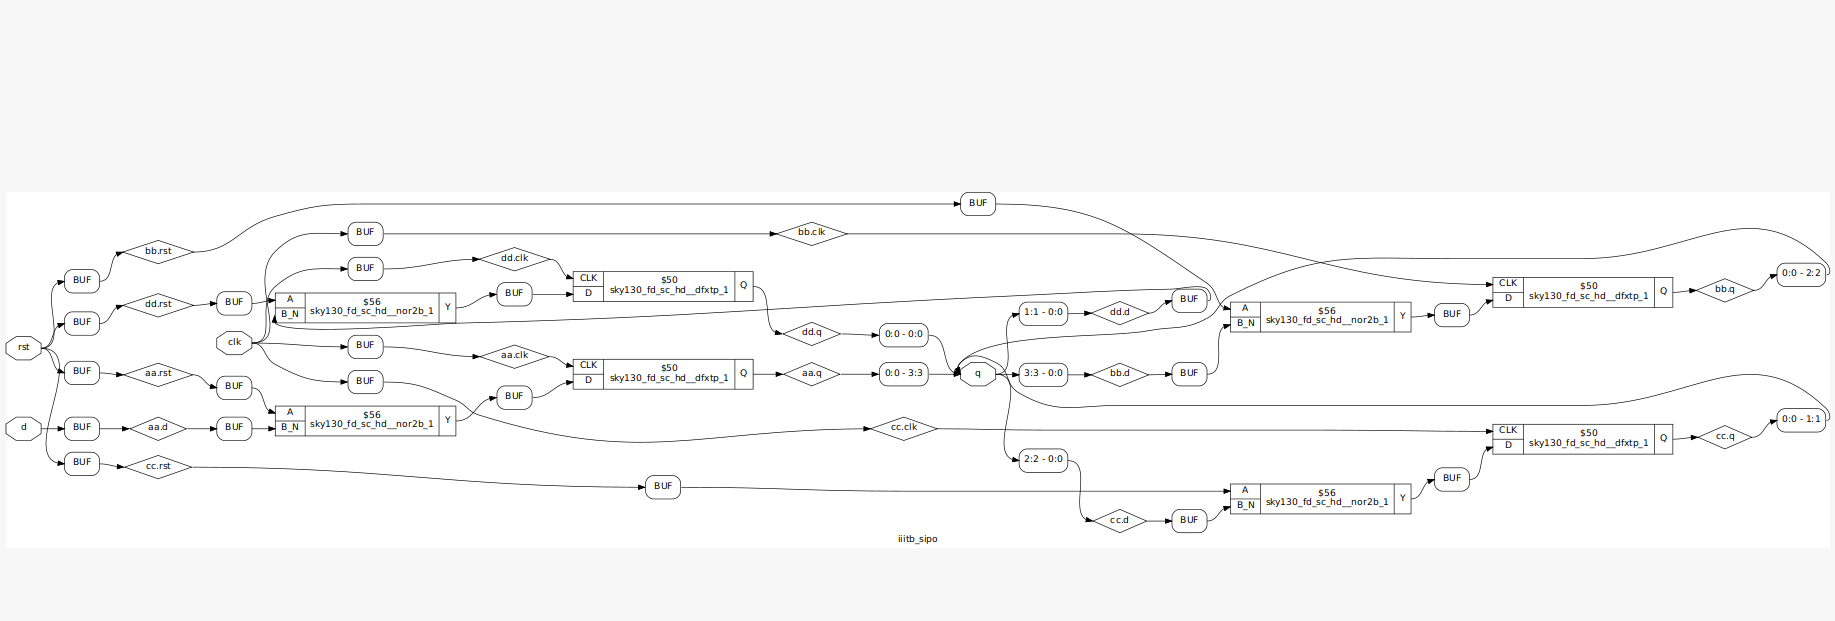 BUF
BUF
bb.clk
bb.rst
BUF
dd.clk
BUF
0:0 - 2:2
BUF
CLK
D
$50
sky130_fd_sc_hd__dfxtp_1
Q
CLK
D
$50
sky130_fd_sc_hd__dfxtp_1
Q
bb.q
dd.rst
BUF
A
B_N
$56
sky130_fd_sc_hd__nor2b_1
Y
BUF
1:1 - 0:0
dd.d
BUF
A
B_N
$56
sky130_fd_sc_hd__nor2b_1
Y
BUF
BUF
rst
clk
BUF
aa.clk
dd.q
0:0 - 0:0
BUF
aa.rst
BUF
BUF
BUF
CLK
D
$50
sky130_fd_sc_hd__dfxtp_1
Q
aa.q
0:0 - 3:3
q
3:3 - 0:0
bb.d
BUF
d
BUF
aa.d
BUF
A
B_N
$56
sky130_fd_sc_hd__nor2b_1
Y
cc.clk
CLK
D
$50
sky130_fd_sc_hd__dfxtp_1
Q
cc.q
0:0 - 1:1
BUF
cc.rst
BUF
2:2 - 0:0
A
B_N
$56
sky130_fd_sc_hd__nor2b_1
Y
BUF
cc.d
BUF
iiitb_sipo